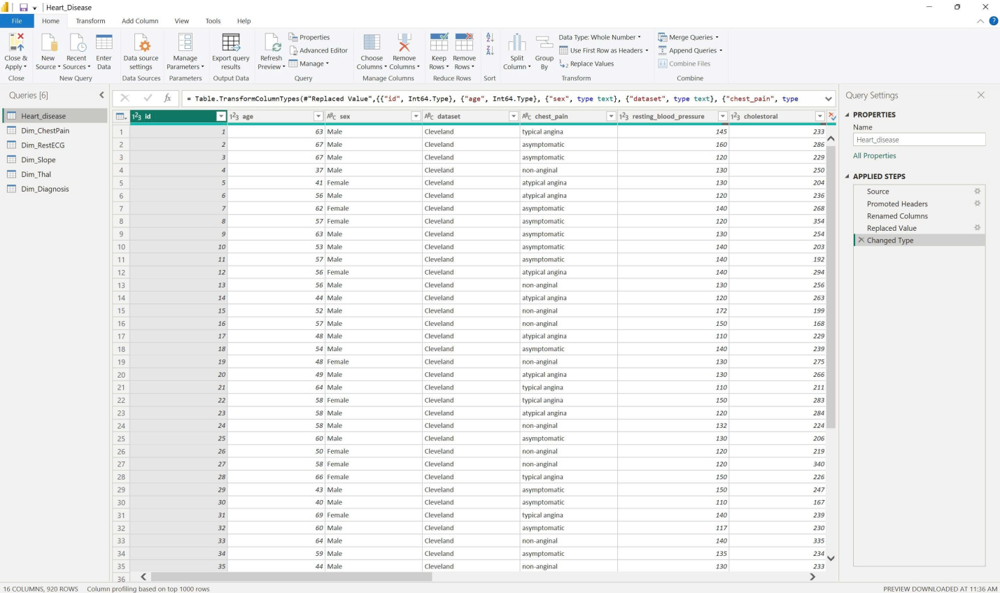 Heart_Disease
File Home Transform Add Column View Tools Help
Close & Apply
New Source
Recent Sources
Enter Data
Data source settings
Manage Parameters
Export query results
Refresh Preview
Properties
Advanced Editor
Manage
Choose Columns
Remove Columns
Keep Rows
Remove Rows
Split Column
Group By
Data Type: Whole Number
Use First Row as Headers
Replace Values
Merge Queries
Append Queries
Combine Files
Close New Query Data Sources Parameters Output Data Query Manage Columns Reduce Rows Sort Transform Combine
Queries [6]
Heart_disease
Dim_ChestPain
Dim_RestECG
Dim_Slope
Dim_Thal
Dim_Diagnosis
fx = Table.TransformColumnTypes(#"Replaced Value",{{"id", Int64.Type}, {"age", Int64.Type}, {"sex", type text}, {"dataset", type text}, {"chest_pain", type
123 id 123 age ABC sex ABC dataset ABC chest_pain 123 resting_blood_pressure 123 cholestoral
1 1 63 Male Cleveland typical angina 145 233
2 2 67 Male Cleveland asymptomatic 160 286
3 3 67 Male Cleveland asymptomatic 120 229
4 4 37 Male Cleveland non-anginal 130 250
5 5 41 Female Cleveland atypical angina 130 204
6 6 56 Male Cleveland atypical angina 120 236
7 7 62 Female Cleveland asymptomatic 140 268
8 8 57 Female Cleveland asymptomatic 120 354
9 9 63 Male Cleveland asymptomatic 130 254
10 10 53 Male Cleveland asymptomatic 140 203
11 11 57 Male Cleveland asymptomatic 140 192
12 12 56 Female Cleveland atypical angina 140 294
13 13 56 Male Cleveland non-anginal 130 256
14 14 44 Male Cleveland atypical angina 120 263
15 15 52 Male Cleveland non-anginal 172 199
16 16 57 Male Cleveland non-anginal 150 168
17 17 48 Male Cleveland atypical angina 110 229
18 18 54 Male Cleveland asymptomatic 140 239
19 19 48 Female Cleveland non-anginal 130 275
20 20 49 Male Cleveland atypical angina 130 266
21 21 64 Male Cleveland typical angina 110 211
22 22 58 Female Cleveland typical angina 150 283
23 23 58 Male Cleveland atypical angina 120 284
24 24 58 Male Cleveland non-anginal 132 224
25 25 60 Male Cleveland asymptomatic 130 206
26 26 50 Female Cleveland non-anginal 120 219
27 27 58 Female Cleveland non-anginal 120 340
28 28 66 Female Cleveland typical angina 150 226
29 29 43 Male Cleveland asymptomatic 150 247
30 30 40 Male Cleveland asymptomatic 110 167
31 31 69 Female Cleveland typical angina 140 239
32 32 60 Male Cleveland asymptomatic 117 230
33 33 64 Male Cleveland non-anginal 140 335
34 34 59 Male Cleveland asymptomatic 135 234
35 35 44 Male Cleveland non-anginal 130 233
36
Query Settings
PROPERTIES
Name
Heart_disease
All Properties
APPLIED STEPS
Source
Promoted Headers
Renamed Columns
Replaced Value
Changed Type
16 COLUMNS, 920 ROWS Column profiling based on top 1000 rows PREVIEW DOWNLOADED AT 11:36 AM